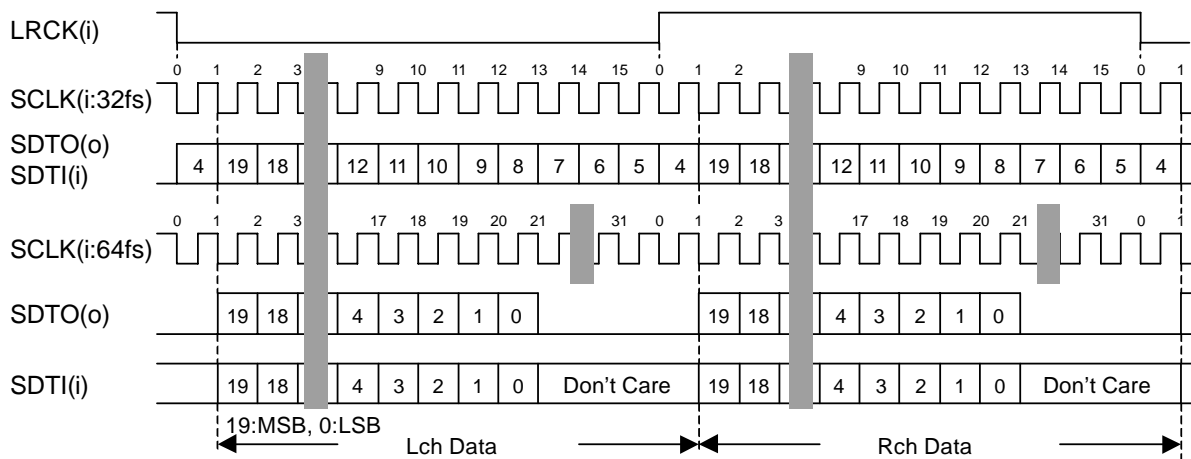 LRCK(i)
0 1 2 3 9 10 11 12 13 14 15 0 1 2 9 10 11 12 13 14 15 0 1
SCLK(i:32fs)
SDTO(o)
SDTI(i)
4 19 18 12 11 10 9 8 7 6 5 4 19 18 12 11 10 9 8 7 6 5 4
0 1 2 3 17 18 19 20 21 31 0 1 2 3 17 18 19 20 21 31 0 1
SCLK(i:64fs)
SDTO(o) 19 18 4 3 2 1 0 19 18 4 3 2 1 0
SDTI(i) 19 18 4 3 2 1 0 Don't Care 19 18 4 3 2 1 0 Don't Care
19:MSB, 0:LSB
Lch Data Rch Data